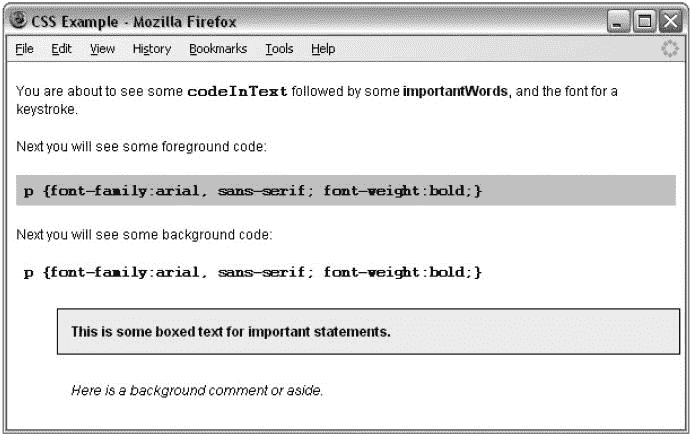 CSS Example - Mozilla Firefox
File Edit View History Bookmarks Tools Help
You are about to see some codeInText followed by some importantWords, and the font for a
keystroke.
Next you will see some foreground code:
p {font-family:arial, sans-serif; font-weight:bold;}
Next you will see some background code:
p {font-family:arial, sans-serif; font-weight:bold;}
This is some boxed text for important statements.
Here is a background comment or aside.